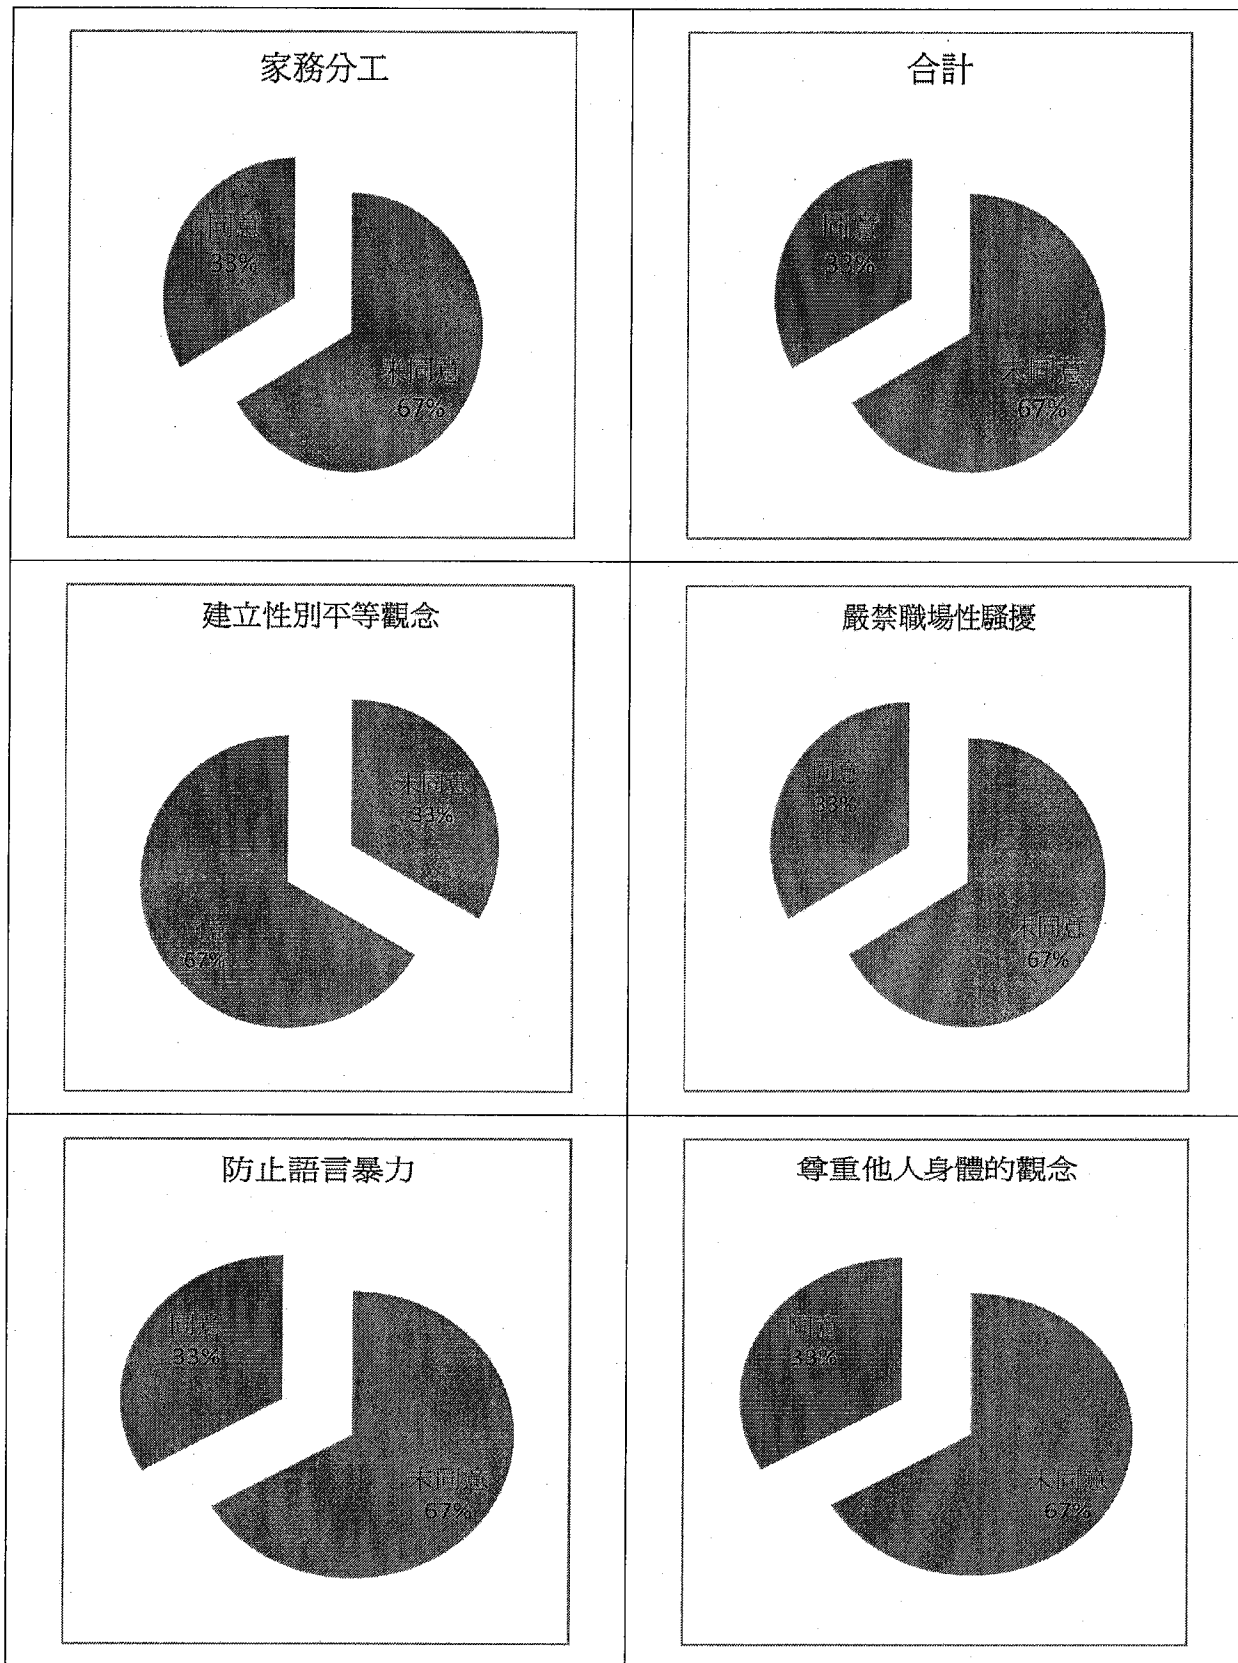 家務分工
同意
33%
未同意
67%
合計
同意
33%
未同意
67%
建立性別平等觀念
未同意
33%
67%
嚴禁職場性騷擾
同意
33%
未同意
67%
防止語言暴力
同意
33%
未同意
67%
尊重他人身體的觀念
同意
33%
未同意
67%